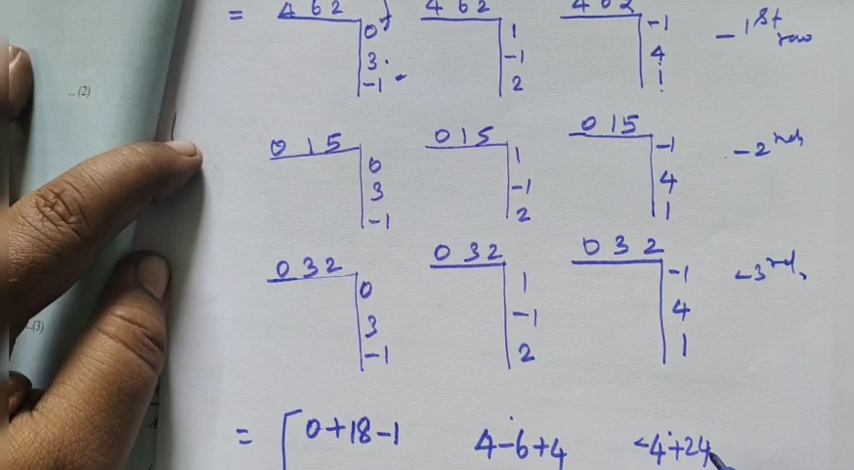 = 4 6 2 4 6 2 4 6 2 - 1st row
0 1 -1
3 -1 4
-1 2 1
... (2)
0 1 5 0 1 5 0 1 5 - 2nd
0 1 -1
3 -1 4
-1 2 1
0 3 2 0 3 2 0 3 2 - 3rd,
0 1 -1
3 -1 4
-1 2 1
...(3)
= [ 0+18-1 4-6+4 -4+24